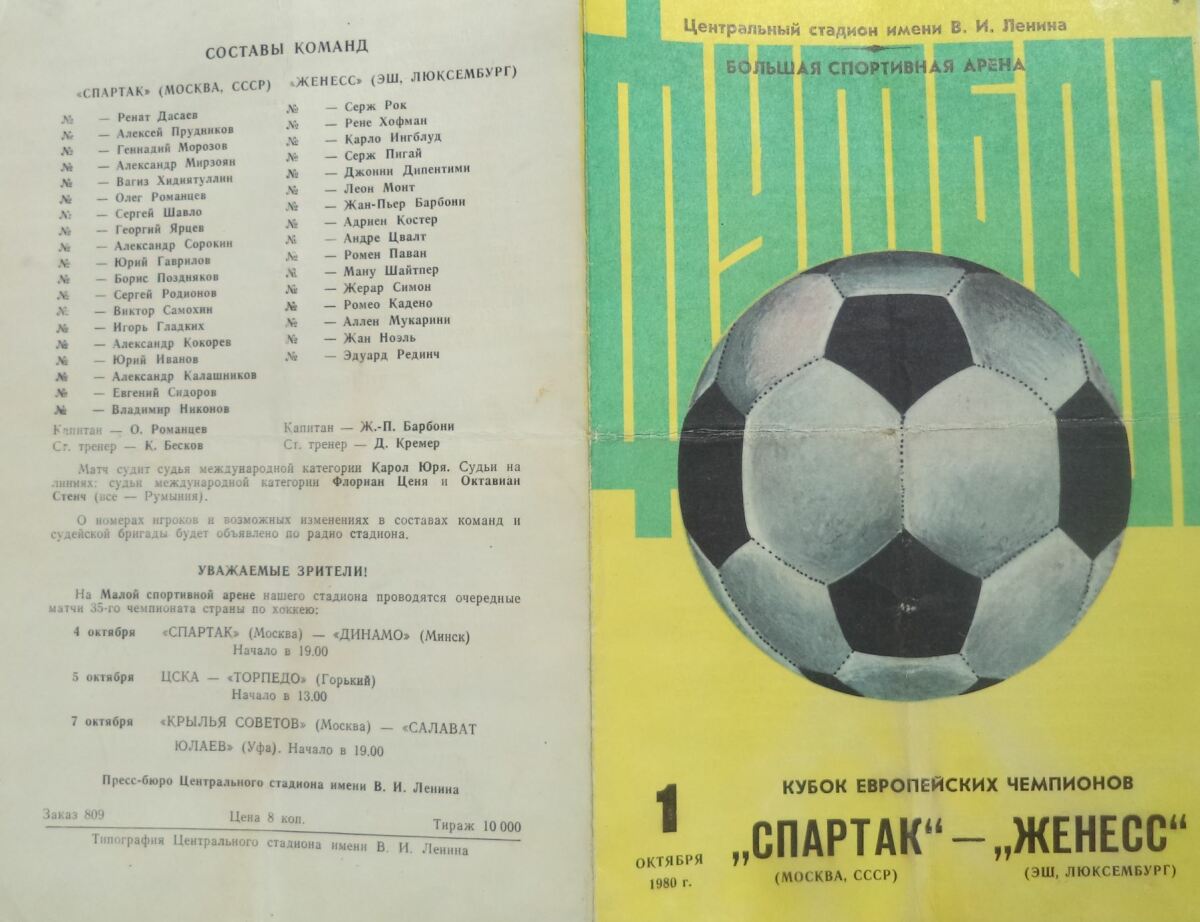 СОСТАВЫ КОМАНД
«СПАРТАК» (МОСКВА, СССР)
№ — Ренат Дасаев
№ — Алексей Прудников
№ — Геннадий Морозов
№ — Александр Мирзоян
№ — Вагиз Хидиятуллин
№ — Олег Романцев
№ — Сергей Шавло
№ — Георгий Ярцев
№ — Александр Сорокин
№ — Юрий Гаврилов
№ — Борис Поздняков
№ — Сергей Родионов
№ — Виктор Самохин
№ — Игорь Гладких
№ — Александр Кокорев
№ — Юрий Иванов
№ — Александр Калашников
№ — Евгений Сидоров
№ — Владимир Никонов
Капитан — О. Романцев
Ст. тренер — К. Бесков
«ЖЕНЕСС» (ЭШ, ЛЮКСЕМБУРГ)
№ — Серж Рок
№ — Рене Хофман
№ — Карло Ингблуд
№ — Серж Пигай
№ — Джонни Дипентими
№ — Леон Монт
№ — Жан-Пьер Барбони
№ — Адриен Костер
№ — Андре Цвалт
№ — Ромен Паван
№ — Ману Шайтпер
№ — Жерар Симон
№ — Ромео Кадено
№ — Аллен Мукарини
№ — Жан Ноэль
№ — Эдуард Рединч
Капитан — Ж.-П. Барбони
Ст. тренер — Д. Кремер
Матч судит судья международной категории Карол Юря. Судьи на
линиях: судьи международной категории Флориан Ценя и Октавиан
Стенч (все — Румыния).
О номерах игроков и возможных изменениях в составах команд и
судейской бригады будет объявлено по радио стадиона.
УВАЖАЕМЫЕ ЗРИТЕЛИ!
На Малой спортивной арене нашего стадиона проводятся очередные
матчи 35-го чемпионата страны по хоккею:
4 октября «СПАРТАК» (Москва) — «ДИНАМО» (Минск)
Начало в 19.00
5 октября ЦСКА — «ТОРПЕДО» (Горький)
Начало в 13.00
7 октября «КРЫЛЬЯ СОВЕТОВ» (Москва) — «САЛАВАТ
ЮЛАЕВ» (Уфа). Начало в 19.00
Пресс-бюро Центрального стадиона имени В. И. Ленина
Заказ 809 Цена 8 коп. Тираж 10 000
Типография Центрального стадиона имени В. И. Ленина
Центральный стадион имени В. И. Ленина
БОЛЬШАЯ СПОРТИВНАЯ АРЕНА
ФУТБОЛ
1
ОКТЯБРЯ
1980 г.
КУБОК ЕВРОПЕЙСКИХ ЧЕМПИОНОВ
„СПАРТАК“ — „ЖЕНЕСС“
(МОСКВА, СССР) (ЭШ, ЛЮКСЕМБУРГ)